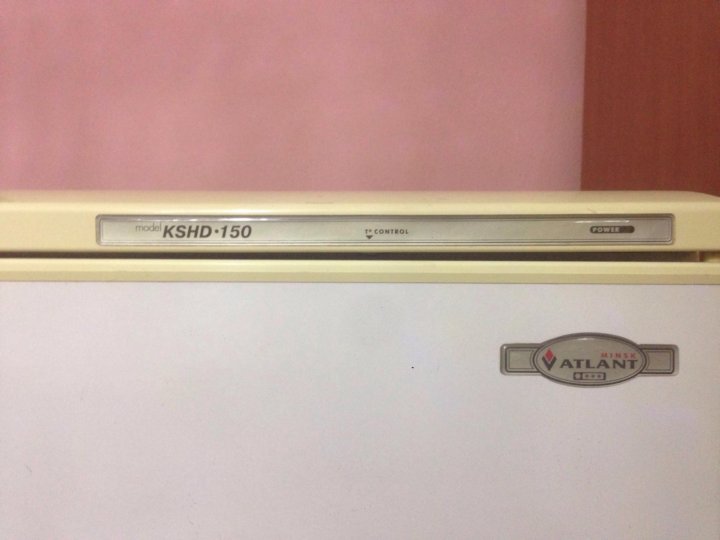 model KSHD·150
t° CONTROL
POWER
MINSK
ATLANT